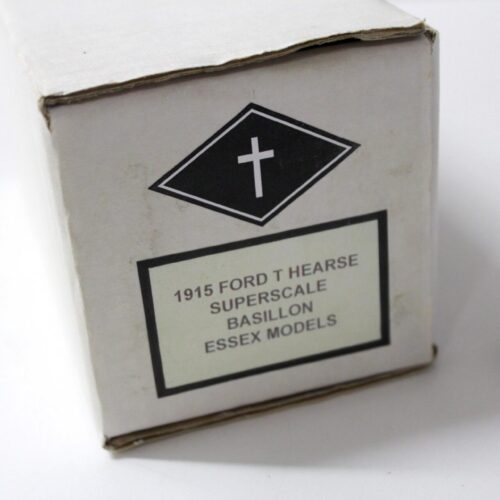 1915 FORD T HEARSE
SUPERSCALE
BASILLON
ESSEX MODELS